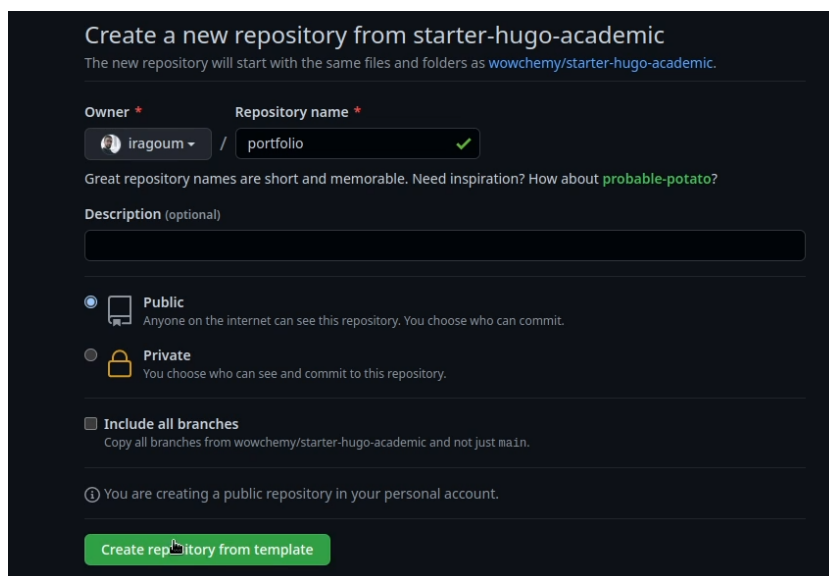 Create a new repository from starter-hugo-academic
The new repository will start with the same files and folders as wowchemy/starter-hugo-academic.
Owner * Repository name *
iragoum / portfolio
Great repository names are short and memorable. Need inspiration? How about probable-potato?
Description (optional)
Public
Anyone on the internet can see this repository. You choose who can commit.
Private
You choose who can see and commit to this repository.
Include all branches
Copy all branches from wowchemy/starter-hugo-academic and not just main.
You are creating a public repository in your personal account.
Create repository from template